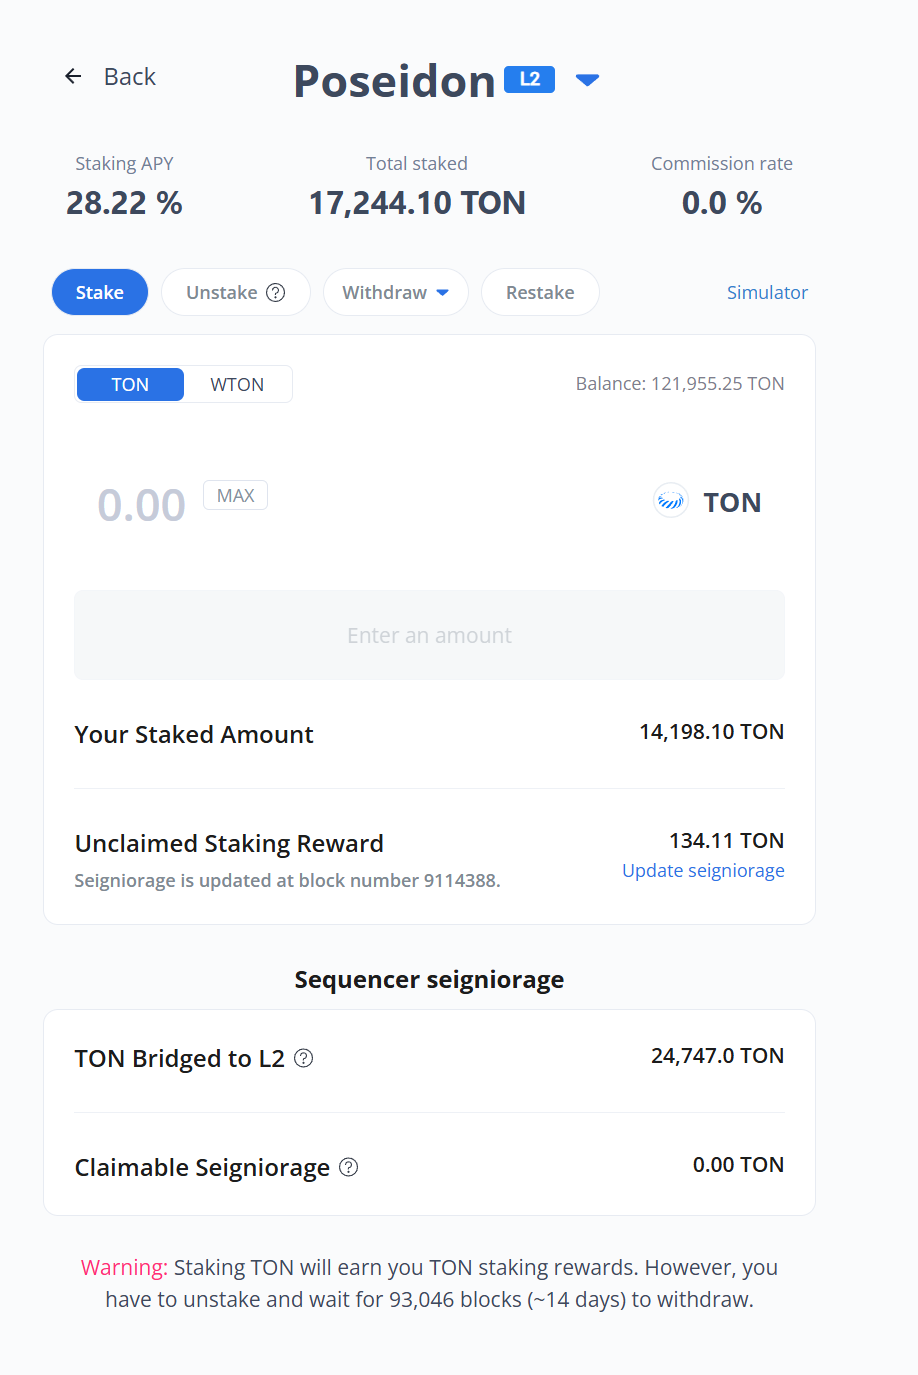 Back
Poseidon L2
Staking APY
28.22 %
Total staked
17,244.10 TON
Commission rate
0.0 %
Stake
Unstake ?
Withdraw
Restake
Simulator
TON
WTON
Balance: 121,955.25 TON
0.00
MAX
TON
Enter an amount
Your Staked Amount
14,198.10 TON
Unclaimed Staking Reward
134.11 TON
Seigniorage is updated at block number 9114388.
Update seigniorage
Sequencer seigniorage
TON Bridged to L2 ?
24,747.0 TON
Claimable Seigniorage ?
0.00 TON
Warning: Staking TON will earn you TON staking rewards. However, you
have to unstake and wait for 93,046 blocks (~14 days) to withdraw.